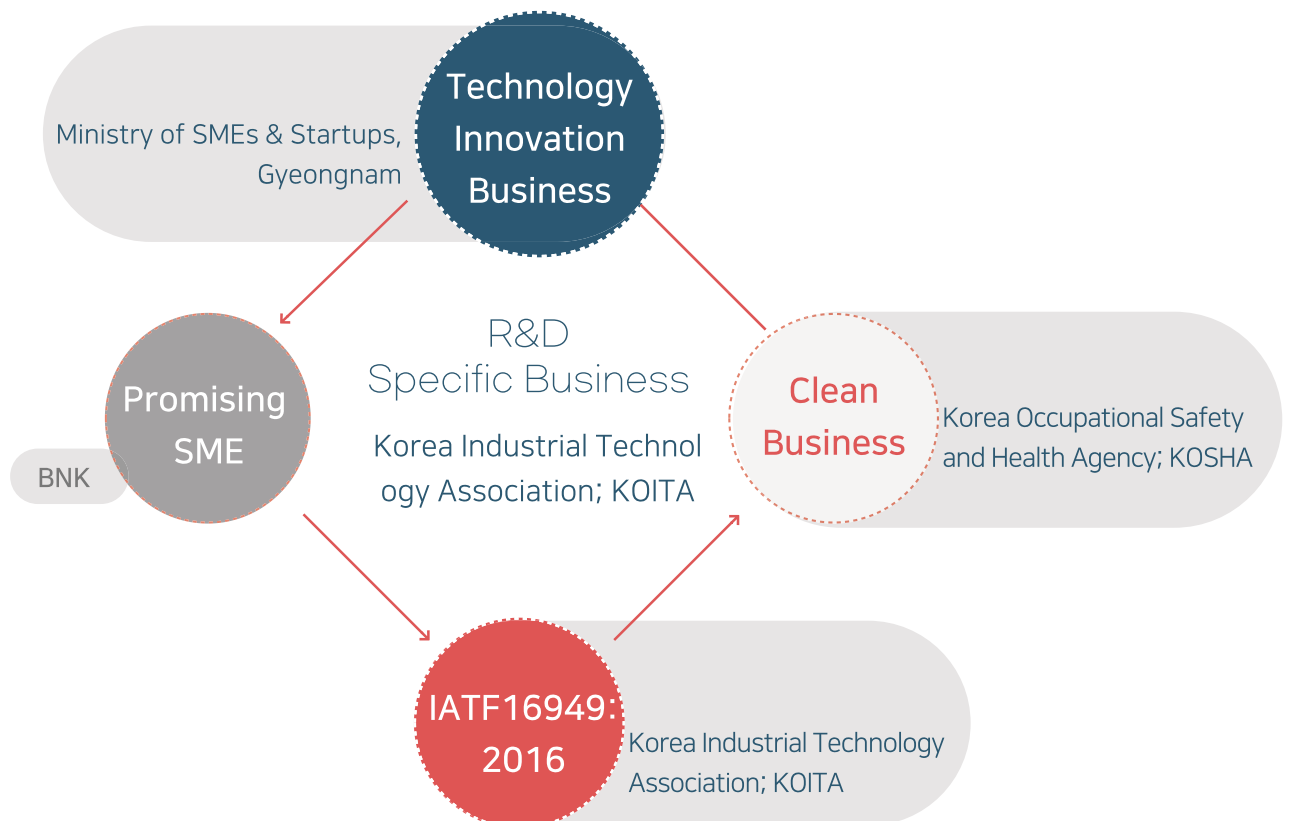 Technology
Innovation
Business
Ministry of SMEs & Startups,
Gyeongnam
R&D
Specific Business
Korea Industrial Technol
ogy Association; KOITA
Promising
SME
BNK
Clean
Business
Korea Occupational Safety
and Health Agency; KOSHA
IATF16949:
2016
Korea Industrial Technology
Association; KOITA